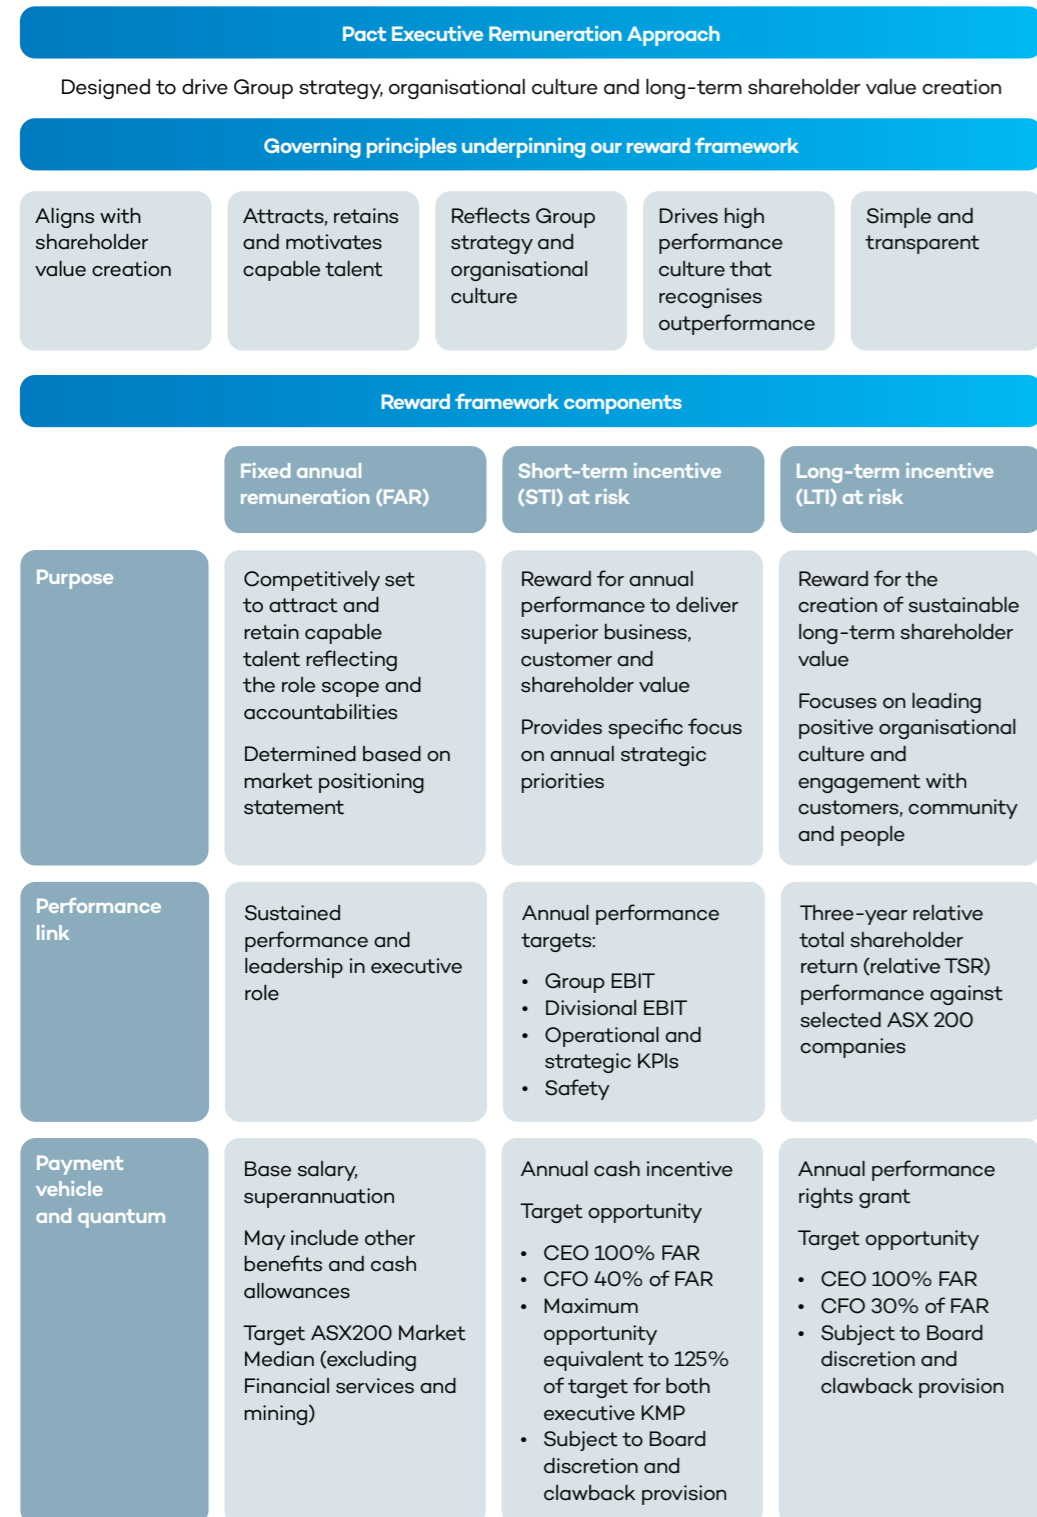 Pact Executive Remuneration Approach
Designed to drive Group strategy, organisational culture and long-term shareholder value creation
Governing principles underpinning our reward framework
Aligns with
shareholder
value creation
Attracts, retains
and motivates
capable talent
Reflects Group
strategy and
organisational
culture
Drives high
performance
culture that
recognises
outperformance
Simple and
transparent
Reward framework components
Fixed annual
remuneration (FAR)
Short-term incentive
(STI) at risk
Long-term incentive
(LTI) at risk
Purpose
Competitively set
to attract and
retain capable
talent reflecting
the role scope and
accountabilities
Determined based on
market positioning
statement
Reward for annual
performance to deliver
superior business,
customer and
shareholder value
Provides specific focus
on annual strategic
priorities
Reward for the
creation of sustainable
long-term shareholder
value
Focuses on leading
positive organisational
culture and
engagement with
customers, community
and people
Performance
link
Sustained
performance and
leadership in executive
role
Annual performance
targets:
• Group EBIT
• Divisional EBIT
• Operational and
strategic KPIs
• Safety
Three-year relative
total shareholder
return (relative TSR)
performance against
selected ASX 200
companies
Payment
vehicle
and quantum
Base salary,
superannuation
May include other
benefits and cash
allowances
Target ASX200 Market
Median (excluding
Financial services and
mining)
Annual cash incentive
Target opportunity
• CEO 100% FAR
• CFO 40% of FAR
• Maximum
opportunity
equivalent to 125%
of target for both
executive KMP
• Subject to Board
discretion and
clawback provision
Annual performance
rights grant
Target opportunity
• CEO 100% FAR
• CFO 30% of FAR
• Subject to Board
discretion and
clawback provision